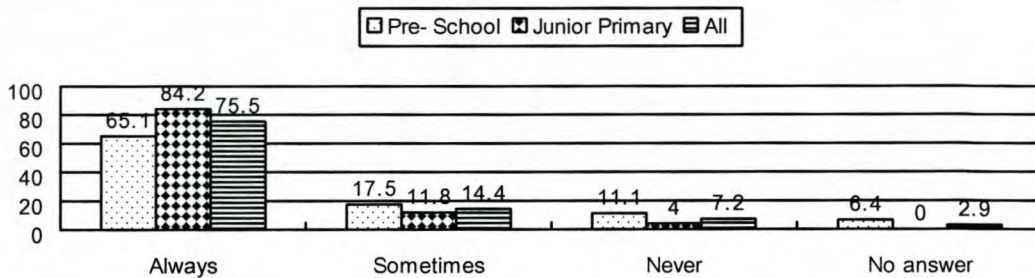 Pre- School Junior Primary All
100
80
60
40
20
0
65.1 84.2 75.5
17.5 11.8 14.4
11.1 4 7.2
6.4 0 2.9
Always Sometimes Never No answer